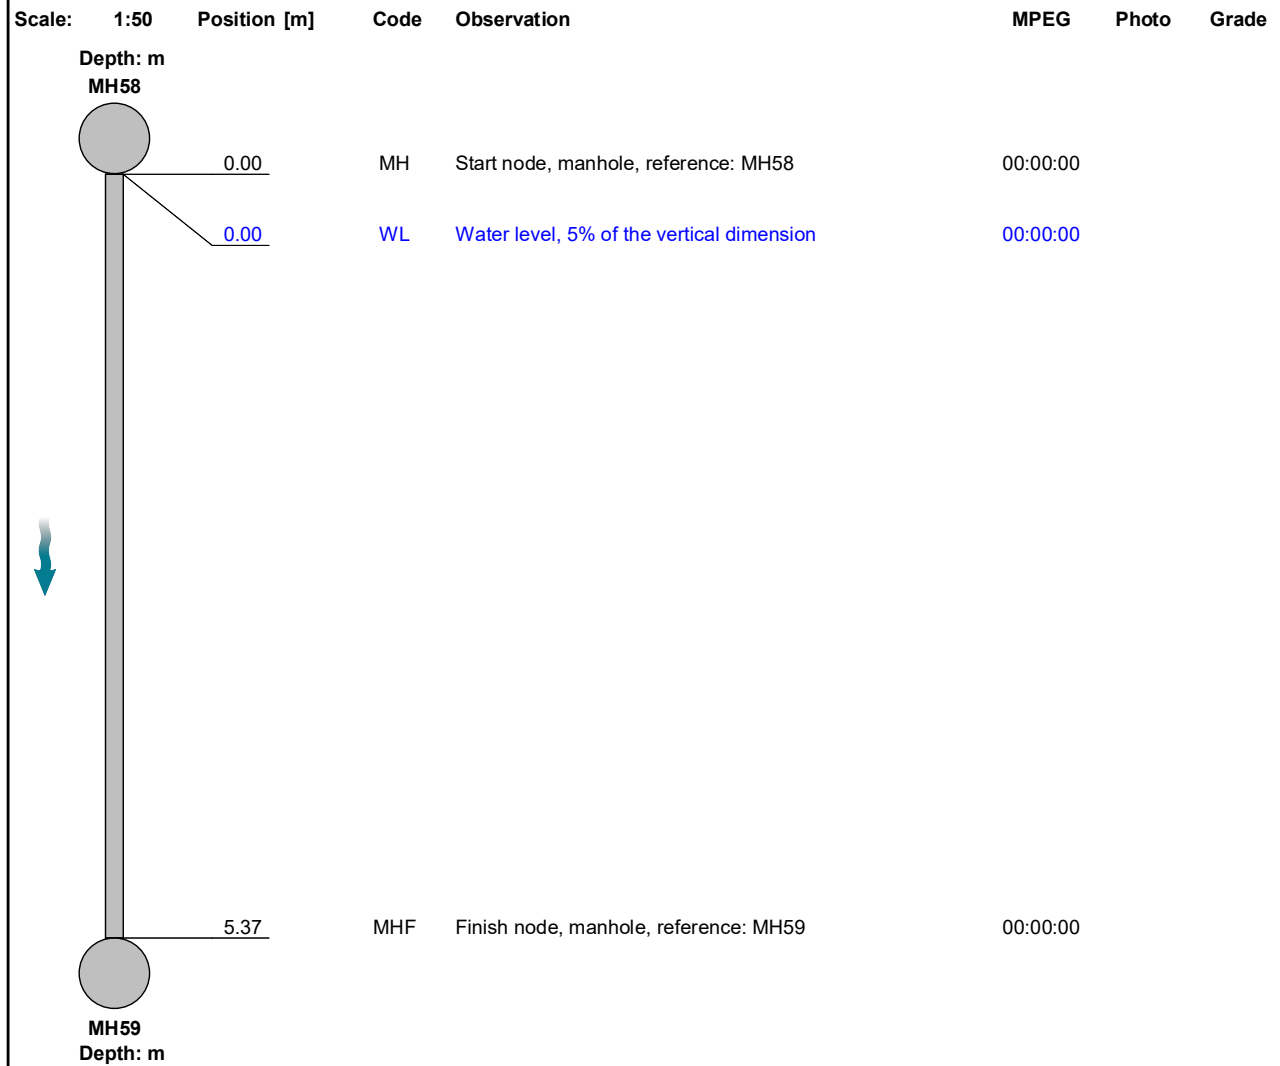 Scale: 1:50 Position [m] Code Observation MPEG Photo Grade
Depth: m
MH58
0.00 MH Start node, manhole, reference: MH58 00:00:00
0.00 WL Water level, 5% of the vertical dimension 00:00:00
5.37 MHF Finish node, manhole, reference: MH59 00:00:00
MH59
Depth: m